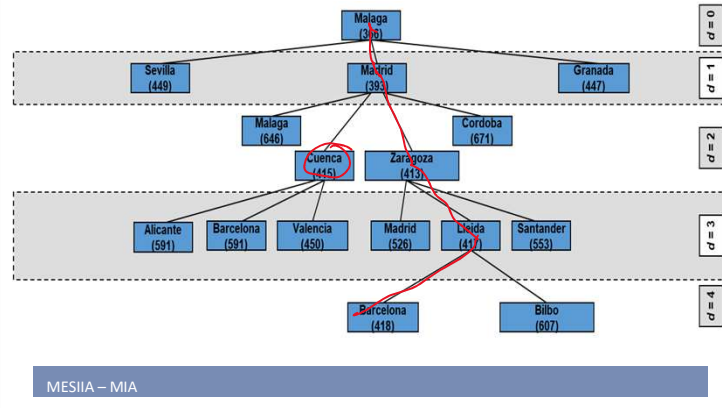 Malaga
(366)
d = 0
Sevilla
(449)
Madrid
(393)
Granada
(447)
d = 1
Malaga
(646)
Cordoba
(671)
d = 2
Cuenca
(415)
Zaragoza
(413)
Alicante
(591)
Barcelona
(591)
Valencia
(450)
Madrid
(526)
Lleida
(417)
Santander
(553)
d = 3
Barcelona
(418)
Bilbo
(607)
d = 4
MESIIA – MIA